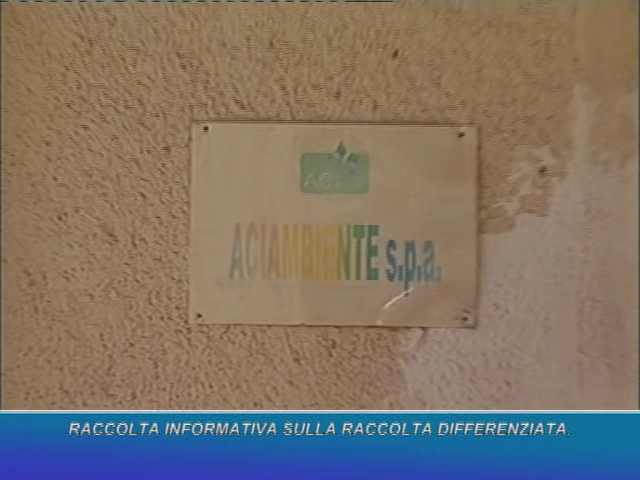 ACI
ACIAMBIENTE s.p.a.
RACCOLTA INFORMATIVA SULLA RACCOLTA DIFFERENZIATA.